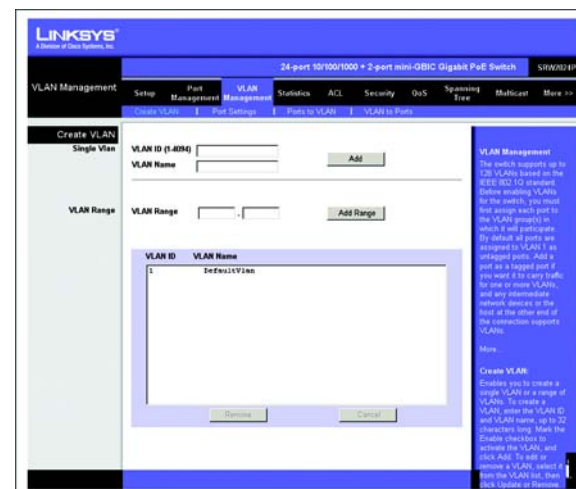 LINKSYS®
A Division of Cisco Systems, Inc.
24-port 10/100/1000 + 2-port mini-GBIC Gigabit PoE Switch
SRW2024P
VLAN Management
Setup
Port Management
VLAN Management
Statistics
ACL
Security
QoS
Spanning Tree
Multicast
More >>
Create VLAN
Port Settings
Ports to VLAN
VLAN to Ports
Create VLAN
Single Vlan
VLAN ID (1-4094)
VLAN Name
Add
VLAN Range
VLAN Range
-
Add Range
VLAN ID
VLAN Name
1
DefaultVlan
Remove
Cancel
VLAN Management
The switch supports up to
128 VLANs based on the
IEEE 802.1Q standard.
Before enabling VLANs
for the switch, you must
first assign each port to
the VLAN group(s) in
which it will participate.
By default all ports are
assigned to VLAN 1 as
untagged ports. Add a
port as a tagged port if
you want it to carry traffic
for one or more VLANs,
and any intermediate
network devices or the
host at the other end of
the connection supports
VLANs.
More...
Create VLAN:
Enables you to create a
single VLAN or a range of
VLANs. To create a
VLAN, enter the VLAN ID
and VLAN name, up to 32
characters long. Mark the
Enable checkbox to
activate the VLAN, and
click Add. To edit or
remove a VLAN, select it
from the VLAN list, then
click Update or Remove.